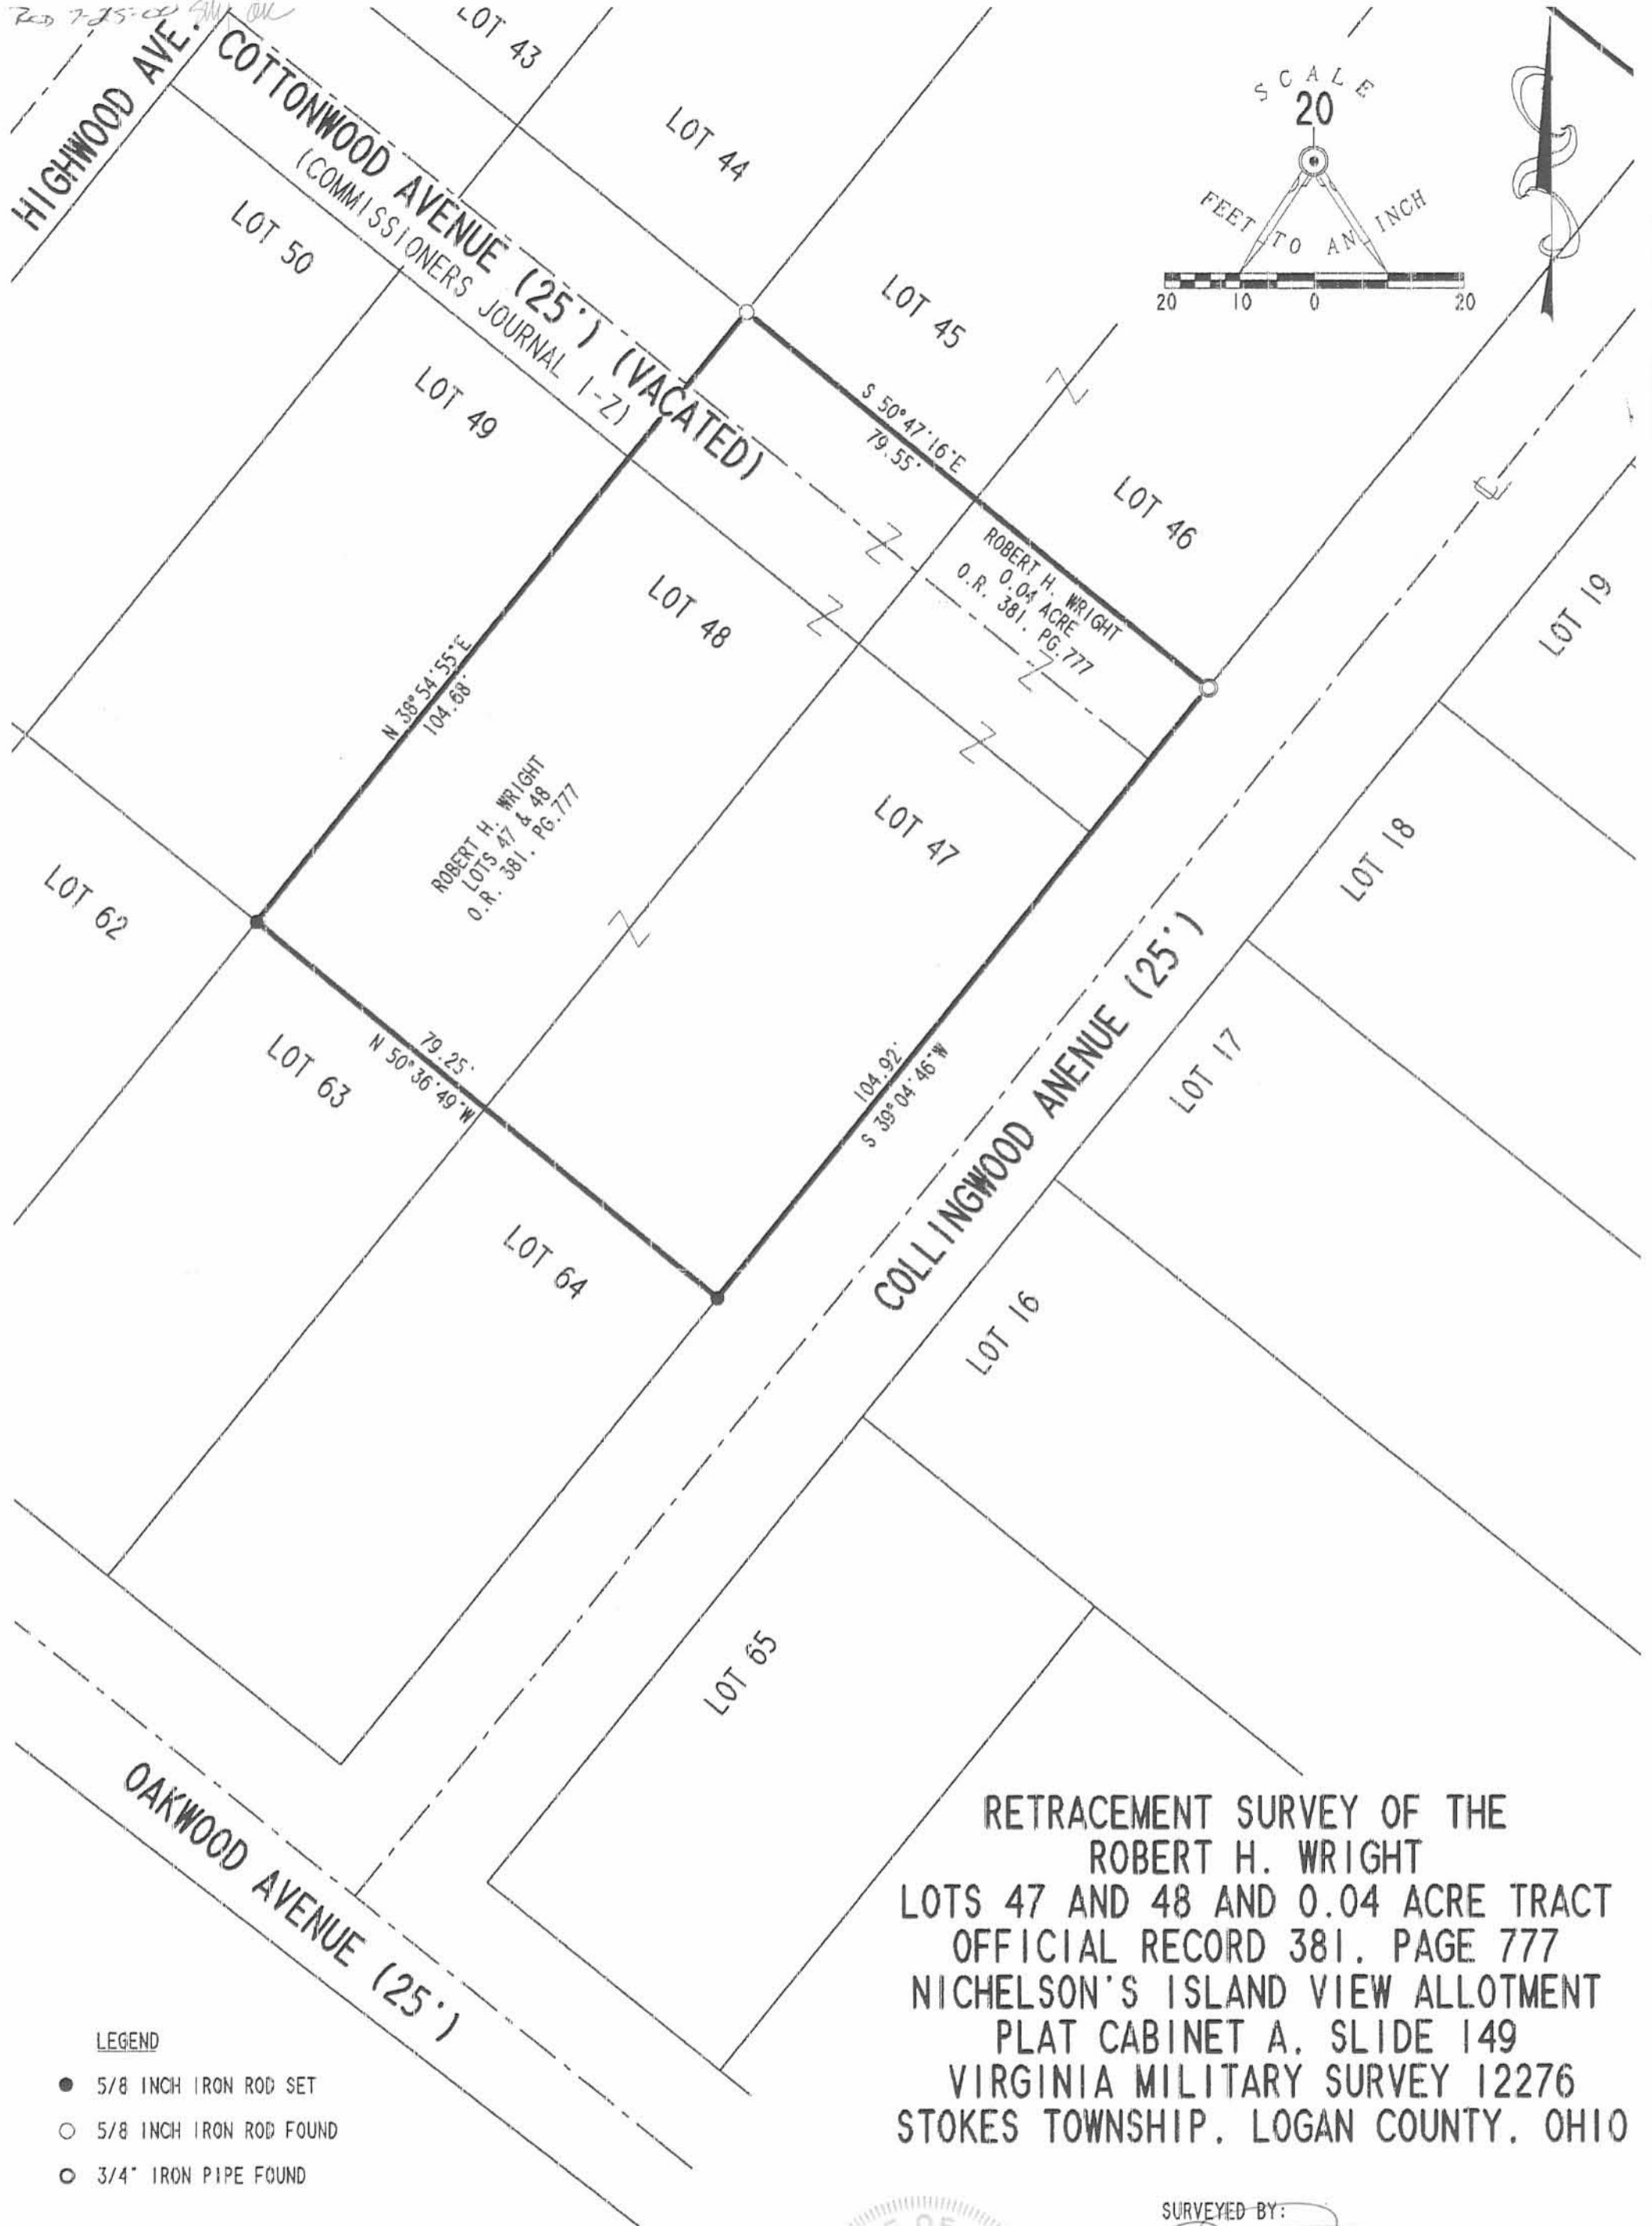 7-25-00
HIGHWOOD AVE.
COTTONWOOD AVENUE (25') (VACATED)
(COMMISSIONERS JOURNAL 1-Z)
LOT 43
LOT 44
LOT 45
LOT 46
LOT 50
LOT 49
LOT 48
LOT 47
SCALE
20
FEET TO AN INCH
20 10 0 20
S 50°47'16"E
79.55'
ROBERT H. WRIGHT
0.04 ACRE
O.R. 381. PG.777
N 38°54'55"E
104.68'
ROBERT H. WRIGHT
LOTS 47 & 48
O.R. 381. PG.777
LOT 19
LOT 18
LOT 17
LOT 16
LOT 62
LOT 63
LOT 64
79.25'
N 50°36'49"W
104.92'
S 39°04'46"W
COLLINGWOOD ANENUE (25')
LOT 65
OAKWOOD AVENUE (25')
RETRACEMENT SURVEY OF THE
ROBERT H. WRIGHT
LOTS 47 AND 48 AND 0.04 ACRE TRACT
OFFICIAL RECORD 381. PAGE 777
NICHELSON'S ISLAND VIEW ALLOTMENT
PLAT CABINET A. SLIDE 149
VIRGINIA MILITARY SURVEY 12276
STOKES TOWNSHIP. LOGAN COUNTY. OHIO
LEGEND
5/8 INCH IRON ROD SET
5/8 INCH IRON ROD FOUND
3/4" IRON PIPE FOUND
OF
SURVEYED BY: